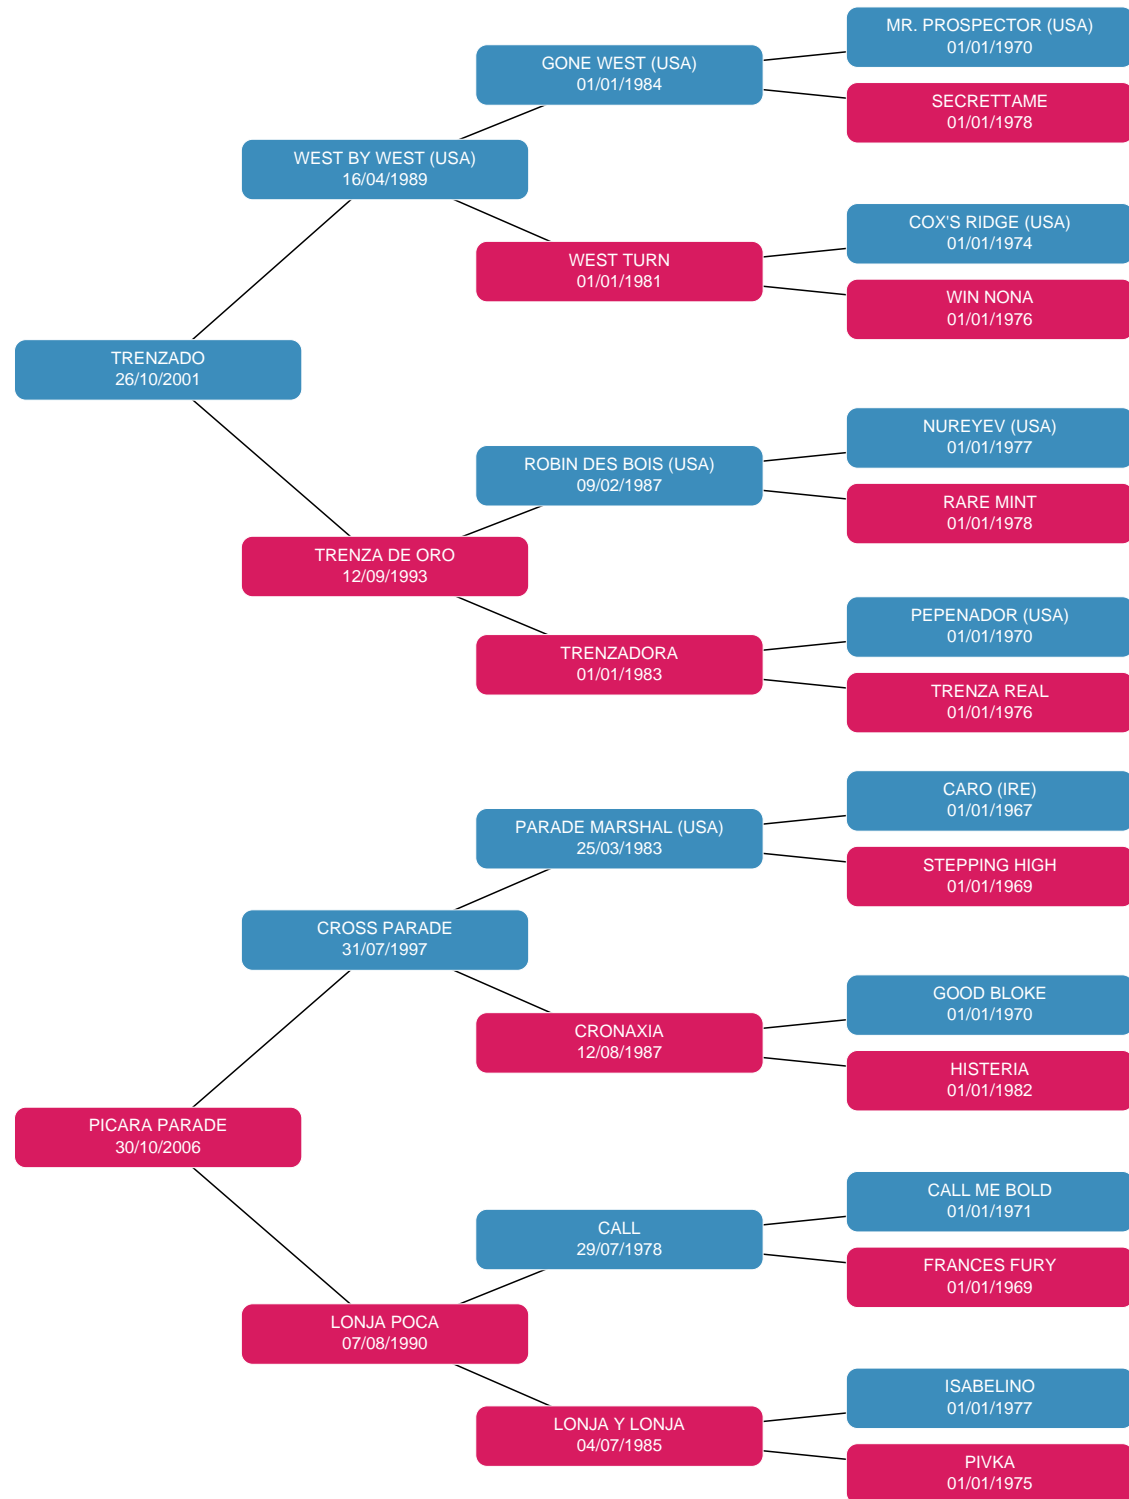 MR. PROSPECTOR (USA)
01/01/1970
GONE WEST (USA)
01/01/1984
SECRETTAME
01/01/1978
WEST BY WEST (USA)
16/04/1989
COX'S RIDGE (USA)
01/01/1974
WEST TURN
01/01/1981
WIN NONA
01/01/1976
TRENZADO
26/10/2001
NUREYEV (USA)
01/01/1977
ROBIN DES BOIS (USA)
09/02/1987
RARE MINT
01/01/1978
TRENZA DE ORO
12/09/1993
PEPENADOR (USA)
01/01/1970
TRENZADORA
01/01/1983
TRENZA REAL
01/01/1976
CARO (IRE)
01/01/1967
PARADE MARSHAL (USA)
25/03/1983
STEPPING HIGH
01/01/1969
CROSS PARADE
31/07/1997
GOOD BLOKE
01/01/1970
CRONAXIA
12/08/1987
HISTERIA
01/01/1982
PICARA PARADE
30/10/2006
CALL ME BOLD
01/01/1971
CALL
29/07/1978
FRANCES FURY
01/01/1969
LONJA POCA
07/08/1990
ISABELINO
01/01/1977
LONJA Y LONJA
04/07/1985
PIVKA
01/01/1975